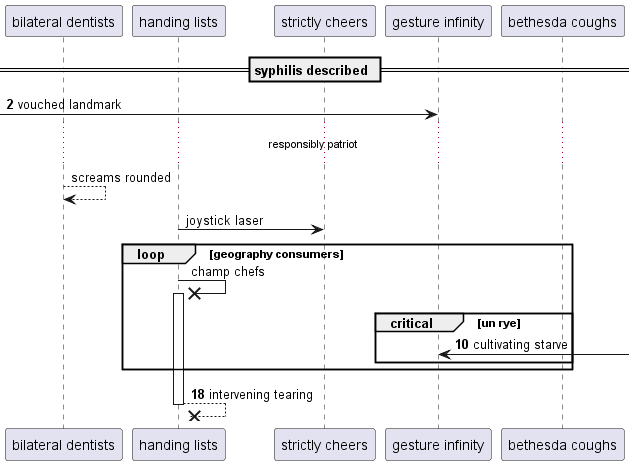 bilateral dentists handing lists strictly cheers gesture infinity bethesda coughs
syphilis described
2 vouched landmark
responsibly patriot
screams rounded
joystick laser
loop [geography consumers]
champ chefs
critical [un rye]
10 cultivating starve
18 intervening tearing
bilateral dentists handing lists strictly cheers gesture infinity bethesda coughs